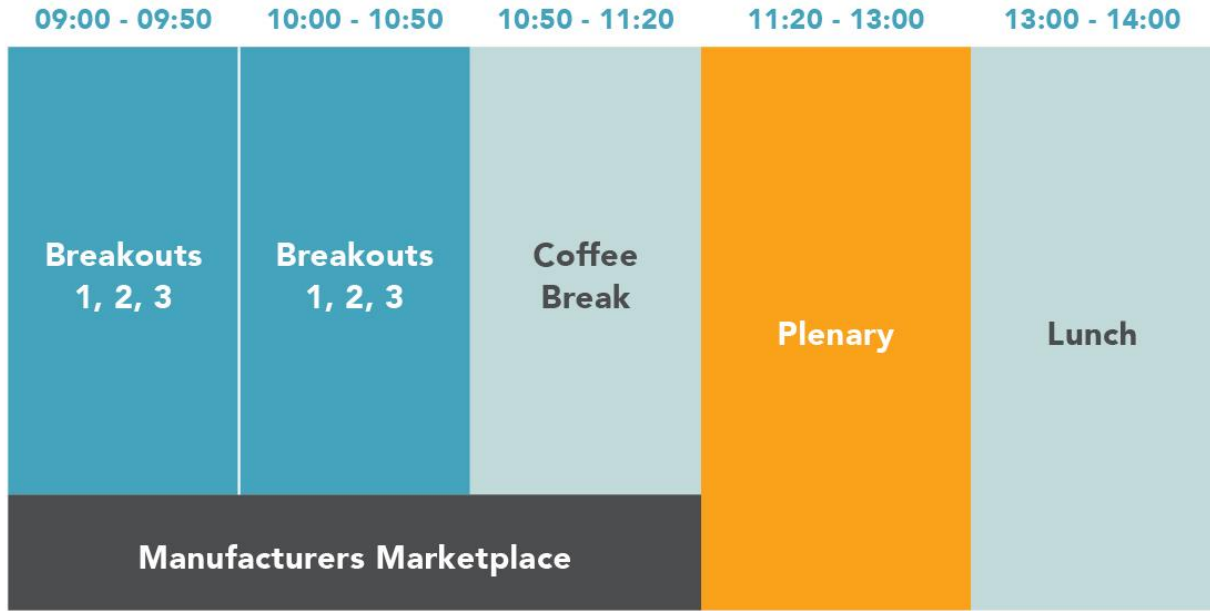 09:00 - 09:50
10:00 - 10:50
10:50 - 11:20
11:20 - 13:00
13:00 - 14:00
Breakouts
1, 2, 3
Breakouts
1, 2, 3
Coffee
Break
Plenary
Lunch
Manufacturers Marketplace